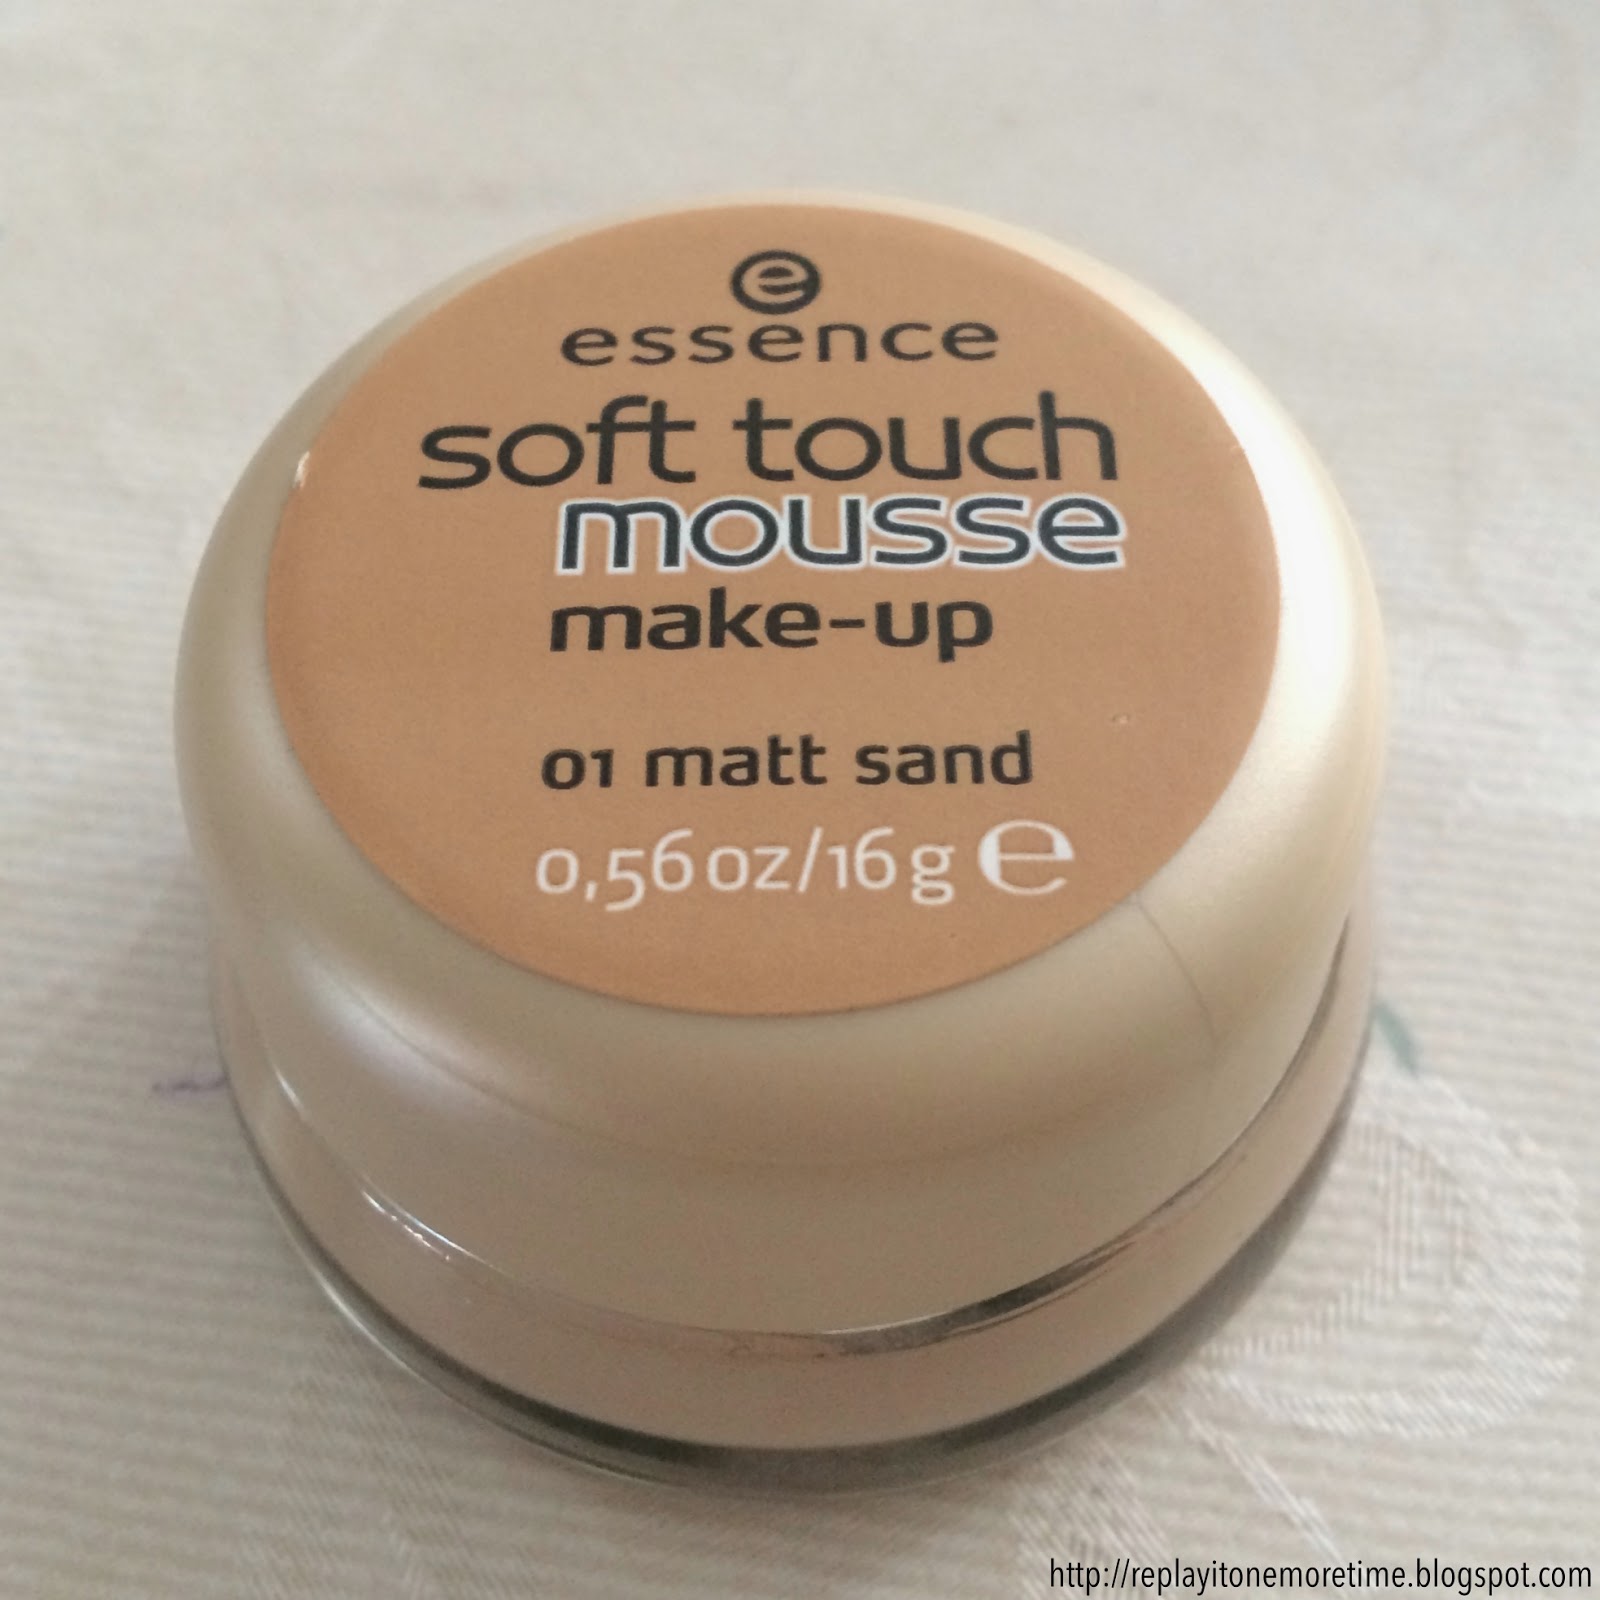 e
essence
soft touch
mousse
make-up
01 matt sand
0,56 oz/16 g ℮
http://replayitonemoretime.blogspot.com